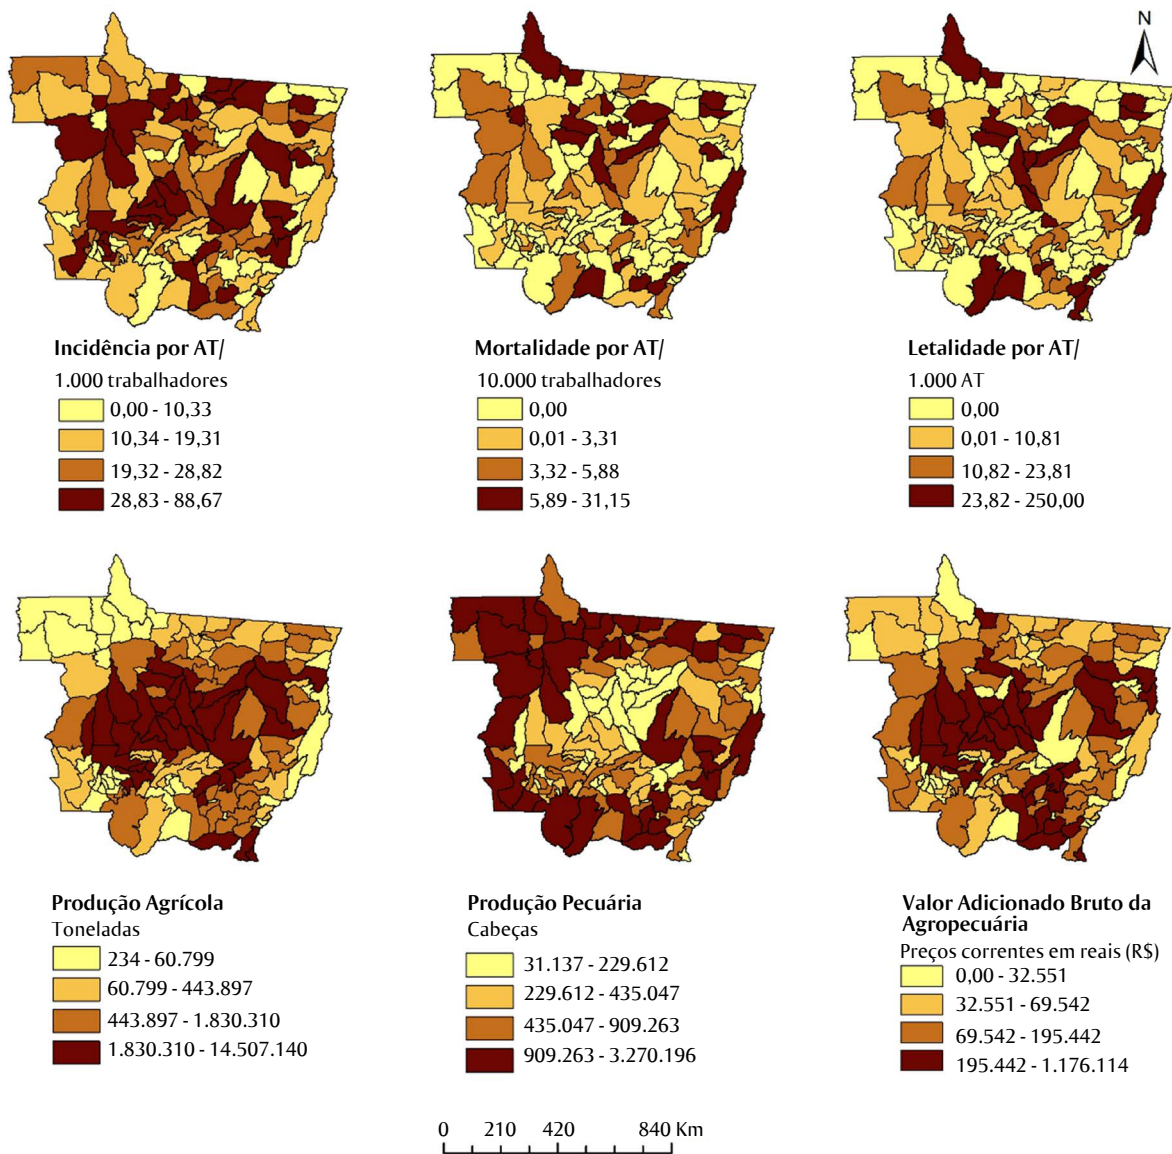 N
Incidência por AT/
1.000 trabalhadores
0,00 - 10,33
10,34 - 19,31
19,32 - 28,82
28,83 - 88,67
Mortalidade por AT/
10.000 trabalhadores
0,00
0,01 - 3,31
3,32 - 5,88
5,89 - 31,15
Letalidade por AT/
1.000 AT
0,00
0,01 - 10,81
10,82 - 23,81
23,82 - 250,00
Produção Agrícola
Toneladas
234 - 60.799
60.799 - 443.897
443.897 - 1.830.310
1.830.310 - 14.507.140
Produção Pecuária
Cabeças
31.137 - 229.612
229.612 - 435.047
435.047 - 909.263
909.263 - 3.270.196
Valor Adicionado Bruto da
Agropecuária
Preços correntes em reais (R$)
0,00 - 32.551
32.551 - 69.542
69.542 - 195.442
195.442 - 1.176.114
0 210 420 840 Km